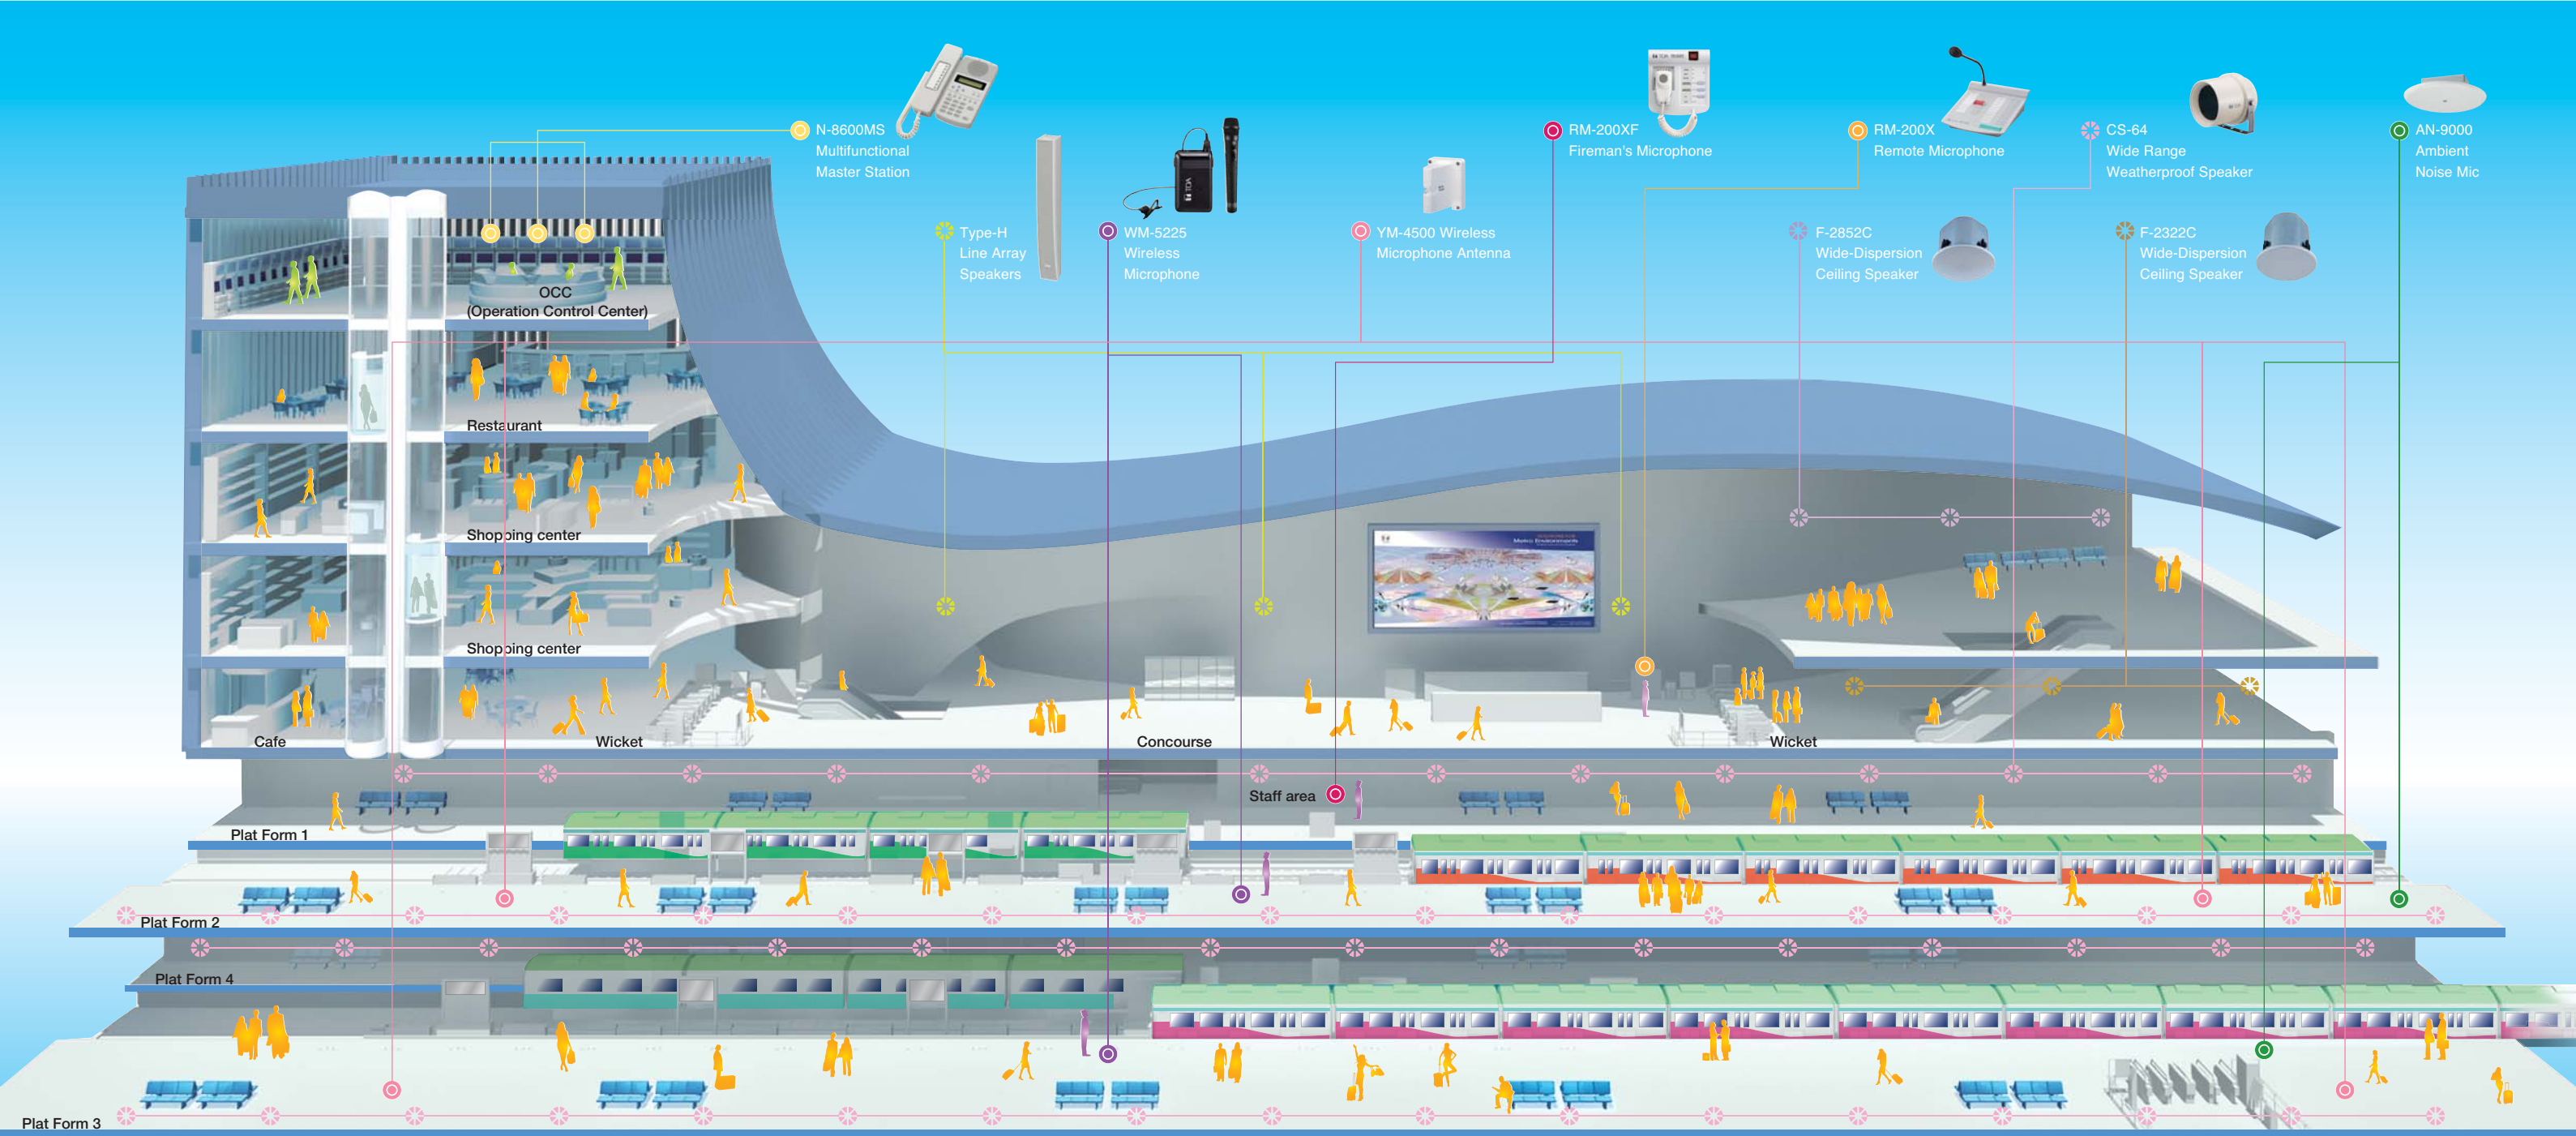 N-8600MS
Multifunctional
Master Station
Type-H
Line Array
Speakers
WM-5225
Wireless
Microphone
YM-4500 Wireless
Microphone Antenna
RM-200XF
Fireman's Microphone
RM-200X
Remote Microphone
CS-64
Wide Range
Weatherproof Speaker
AN-9000
Ambient
Noise Mic
F-2852C
Wide-Dispersion
Ceiling Speaker
F-2322C
Wide-Dispersion
Ceiling Speaker
TOA
OCC
(Operation Control Center)
Restaurant
Shopping center
Shopping center
Metro Environments
Cafe
Wicket
Concourse
Wicket
Staff area
Plat Form 1
Plat Form 2
Plat Form 4
Plat Form 3